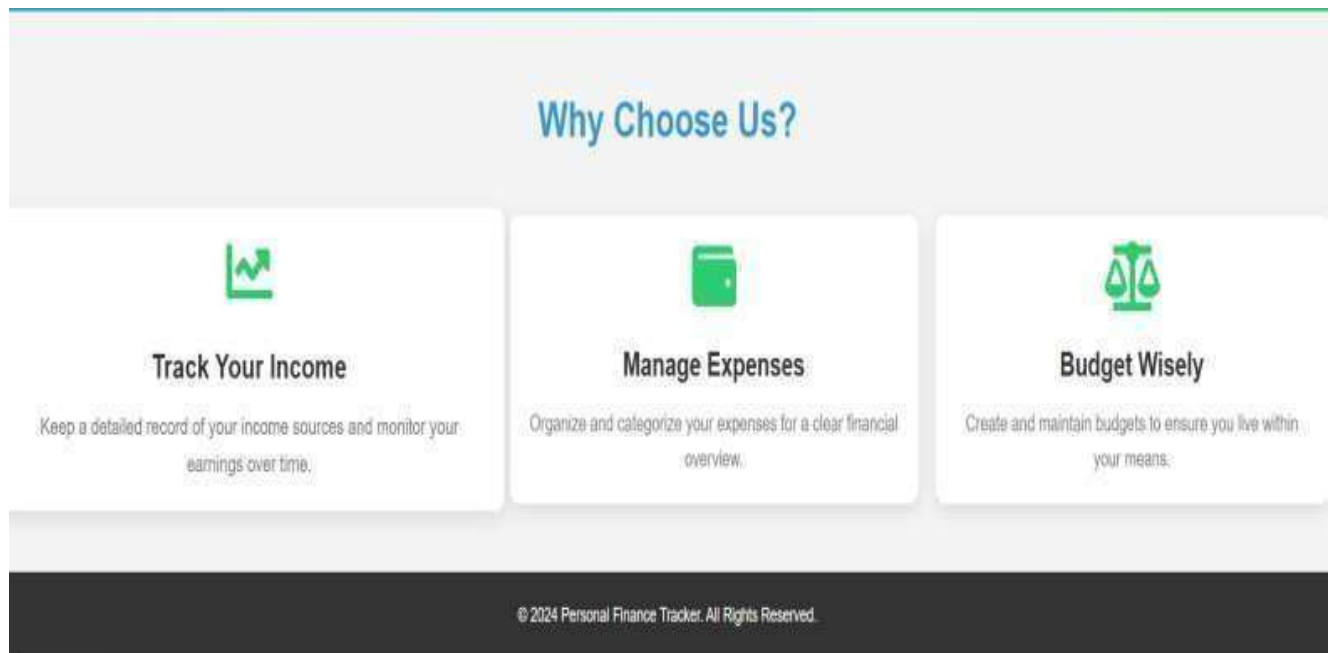 Why Choose Us?
Track Your Income
Keep a detailed record of your income sources and monitor your
earnings over time.
Manage Expenses
Organize and categorize your expenses for a clear financial
overview.
Budget Wisely
Create and maintain budgets to ensure you live within
your means.
© 2024 Personal Finance Tracker. All Rights Reserved.